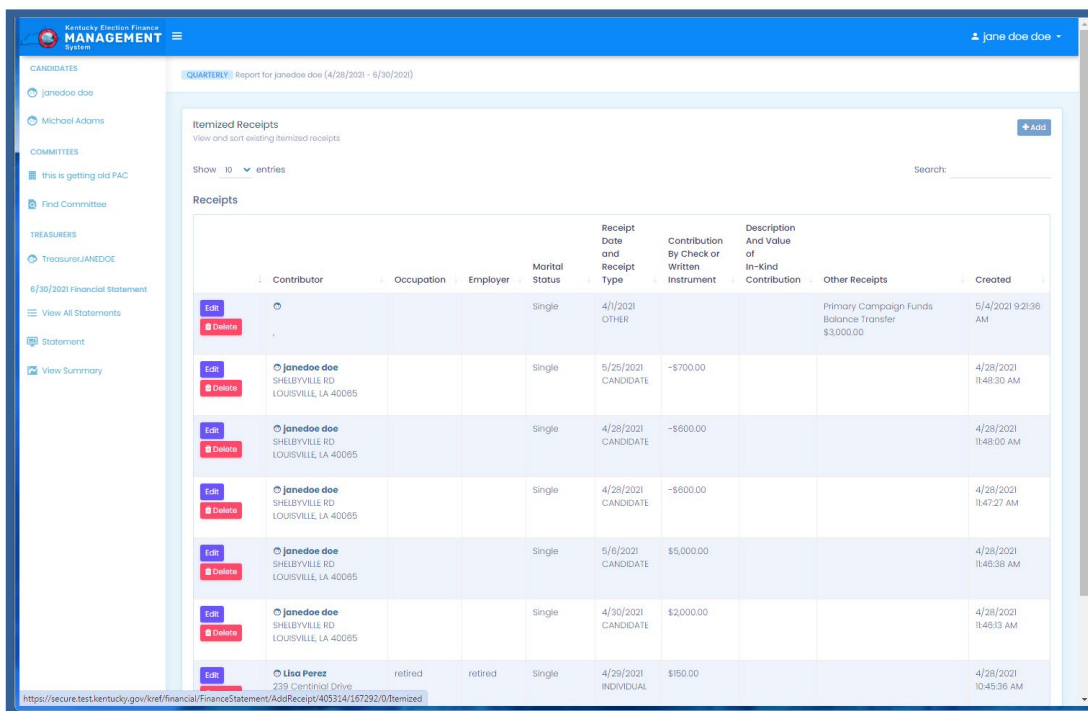 Kentucky Election Finance
MANAGEMENT
System
jane doe doe
CANDIDATES
janedoe doe
Michael Adams
COMMITTEES
this is getting old PAC
Find Committee
TREASURERS
TreasurerJANEDOE
6/30/2021 Financial Statement
View All Statements
Statement
View Summary
QUARTERLY Report for janedoe doe (4/28/2021 - 6/30/2021)
Itemized Receipts
View and sort existing itemized receipts
+Add
Show 10 entries
Search:
Receipts
Contributor
Occupation
Employer
Marital
Status
Receipt
Date
and
Receipt
Type
Contribution
By Check or
Written
Instrument
Description
And Value
of
In-Kind
Contribution
Other Receipts
Created
Edit
Delete
,
Single
4/1/2021
OTHER
Primary Campaign Funds
Balance Transfer
$3,000.00
5/4/2021 9:21:36
AM
Edit
Delete
janedoe doe
SHELBYVILLE RD
LOUISVILLE, LA 40065
Single
5/25/2021
CANDIDATE
-$700.00
4/28/2021
11:48:30 AM
Edit
Delete
janedoe doe
SHELBYVILLE RD
LOUISVILLE, LA 40065
Single
4/28/2021
CANDIDATE
-$600.00
4/28/2021
11:48:00 AM
Edit
Delete
janedoe doe
SHELBYVILLE RD
LOUISVILLE, LA 40065
Single
4/28/2021
CANDIDATE
-$600.00
4/28/2021
11:47:27 AM
Edit
Delete
janedoe doe
SHELBYVILLE RD
LOUISVILLE, LA 40065
Single
5/6/2021
CANDIDATE
$5,000.00
4/28/2021
11:46:38 AM
Edit
Delete
janedoe doe
SHELBYVILLE RD
LOUISVILLE, LA 40065
Single
4/30/2021
CANDIDATE
$2,000.00
4/28/2021
11:46:13 AM
Edit
Lisa Perez
239 Centinial Drive
retired
retired
Single
4/29/2021
INDIVIDUAL
$150.00
4/28/2021
10:45:36 AM
https://secure.test.kentucky.gov/kref/financial/FinanceStatement/AddReceipt/405314/167292/0/Itemized